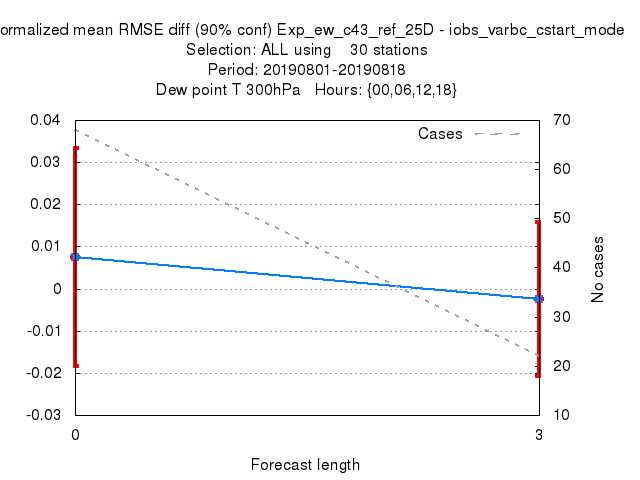 ormalized mean RMSE diff (90% conf) Exp_ew_c43_ref_25D - iobs_varbc_cstart_mode
Selection: ALL using 30 stations
Period: 20190801-20190818
Dew point T 300hPa Hours: {00,06,12,18}
Cases
0.04
0.03
0.02
0.01
0
-0.01
-0.02
-0.03
70
60
50
40
30
20
10
No cases
0
3
Forecast length